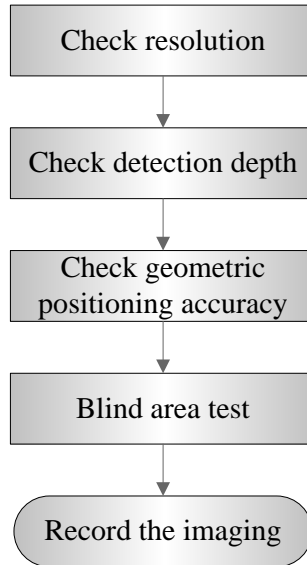 Check resolution
Check detection depth
Check geometric
positioning accuracy
Blind area test
Record the imaging